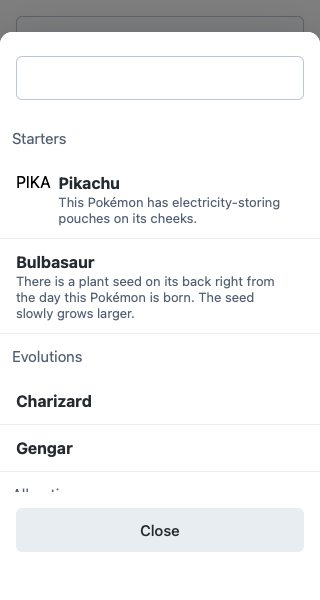 Starters
PIKA Pikachu
This Pokémon has electricity-storing
pouches on its cheeks.
Bulbasaur
There is a plant seed on its back right from
the day this Pokémon is born. The seed
slowly grows larger.
Evolutions
Charizard
Gengar
Close